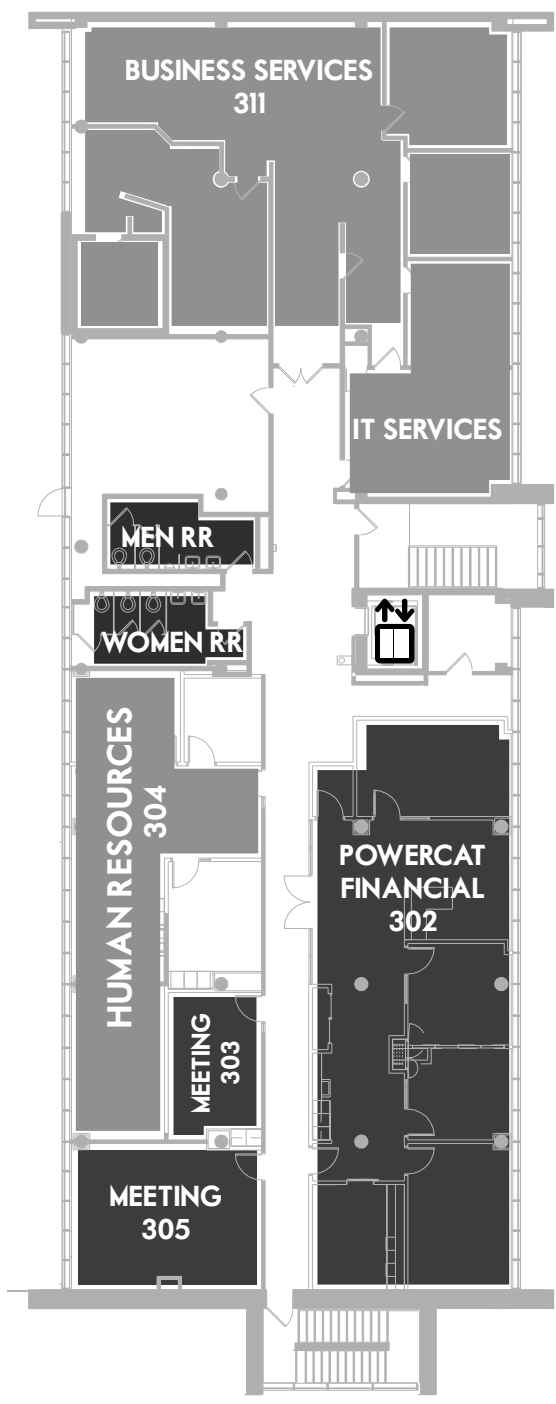 BUSINESS SERVICES
311
IT SERVICES
MEN RR
WOMEN RR
HUMAN RESOURCES
304
POWERCAT
FINANCIAL
302
MEETING
303
MEETING
305